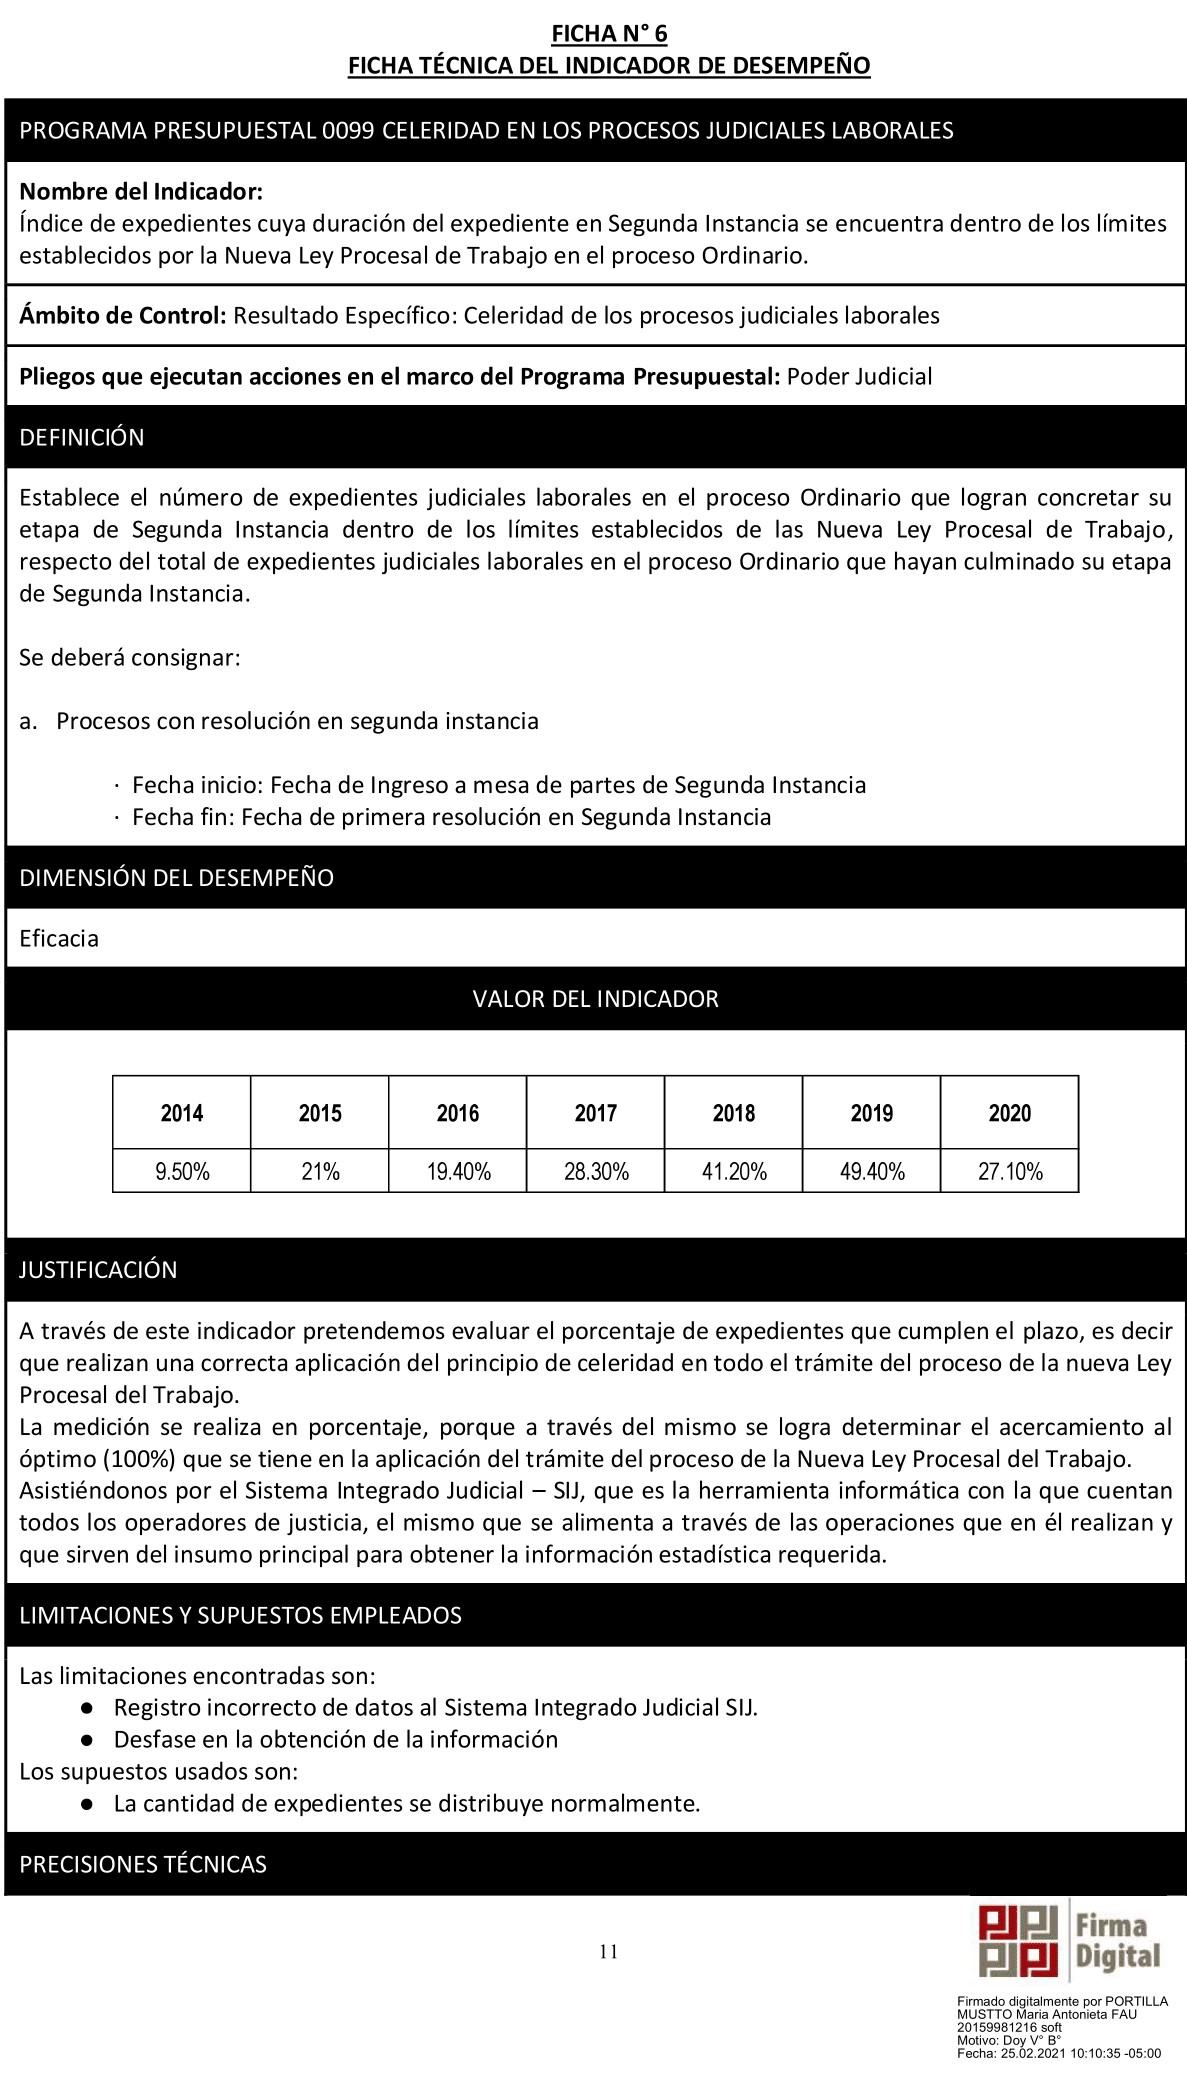 FICHA N° 6
FICHA TÉCNICA DEL INDICADOR DE DESEMPEÑO
PROGRAMA PRESUPUESTAL 0099 CELERIDAD EN LOS PROCESOS JUDICIALES LABORALES
Nombre del Indicador:
Índice de expedientes cuya duración del expediente en Segunda Instancia se encuentra dentro de los límites
establecidos por la Nueva Ley Procesal de Trabajo en el proceso Ordinario.
Ámbito de Control: Resultado Específico: Celeridad de los procesos judiciales laborales
Pliegos que ejecutan acciones en el marco del Programa Presupuestal: Poder Judicial
DEFINICIÓN
Establece el número de expedientes judiciales laborales en el proceso Ordinario que logran concretar su
etapa de Segunda Instancia dentro de los límites establecidos de las Nueva Ley Procesal de Trabajo,
respecto del total de expedientes judiciales laborales en el proceso Ordinario que hayan culminado su etapa
de Segunda Instancia.
Se deberá consignar:
a. Procesos con resolución en segunda instancia
· Fecha inicio: Fecha de Ingreso a mesa de partes de Segunda Instancia
· Fecha fin: Fecha de primera resolución en Segunda Instancia
DIMENSIÓN DEL DESEMPEÑO
Eficacia
VALOR DEL INDICADOR
2014 2015 2016 2017 2018 2019 2020
9.50% 21% 19.40% 28.30% 41.20% 49.40% 27.10%
JUSTIFICACIÓN
A través de este indicador pretendemos evaluar el porcentaje de expedientes que cumplen el plazo, es decir
que realizan una correcta aplicación del principio de celeridad en todo el trámite del proceso de la nueva Ley
Procesal del Trabajo.
La medición se realiza en porcentaje, porque a través del mismo se logra determinar el acercamiento al
óptimo (100%) que se tiene en la aplicación del trámite del proceso de la Nueva Ley Procesal del Trabajo.
Asistiéndonos por el Sistema Integrado Judicial – SIJ, que es la herramienta informática con la que cuentan
todos los operadores de justicia, el mismo que se alimenta a través de las operaciones que en él realizan y
que sirven del insumo principal para obtener la información estadística requerida.
LIMITACIONES Y SUPUESTOS EMPLEADOS
Las limitaciones encontradas son:
● Registro incorrecto de datos al Sistema Integrado Judicial SIJ.
● Desfase en la obtención de la información
Los supuestos usados son:
● La cantidad de expedientes se distribuye normalmente.
PRECISIONES TÉCNICAS
11
PJ PJ PJ PJ
Firma
Digital
Firmado digitalmente por PORTILLA
MUSTTO Maria Antonieta FAU
20159981216 soft
Motivo: Doy V° B°
Fecha: 25.02.2021 10:10:35 -05:00